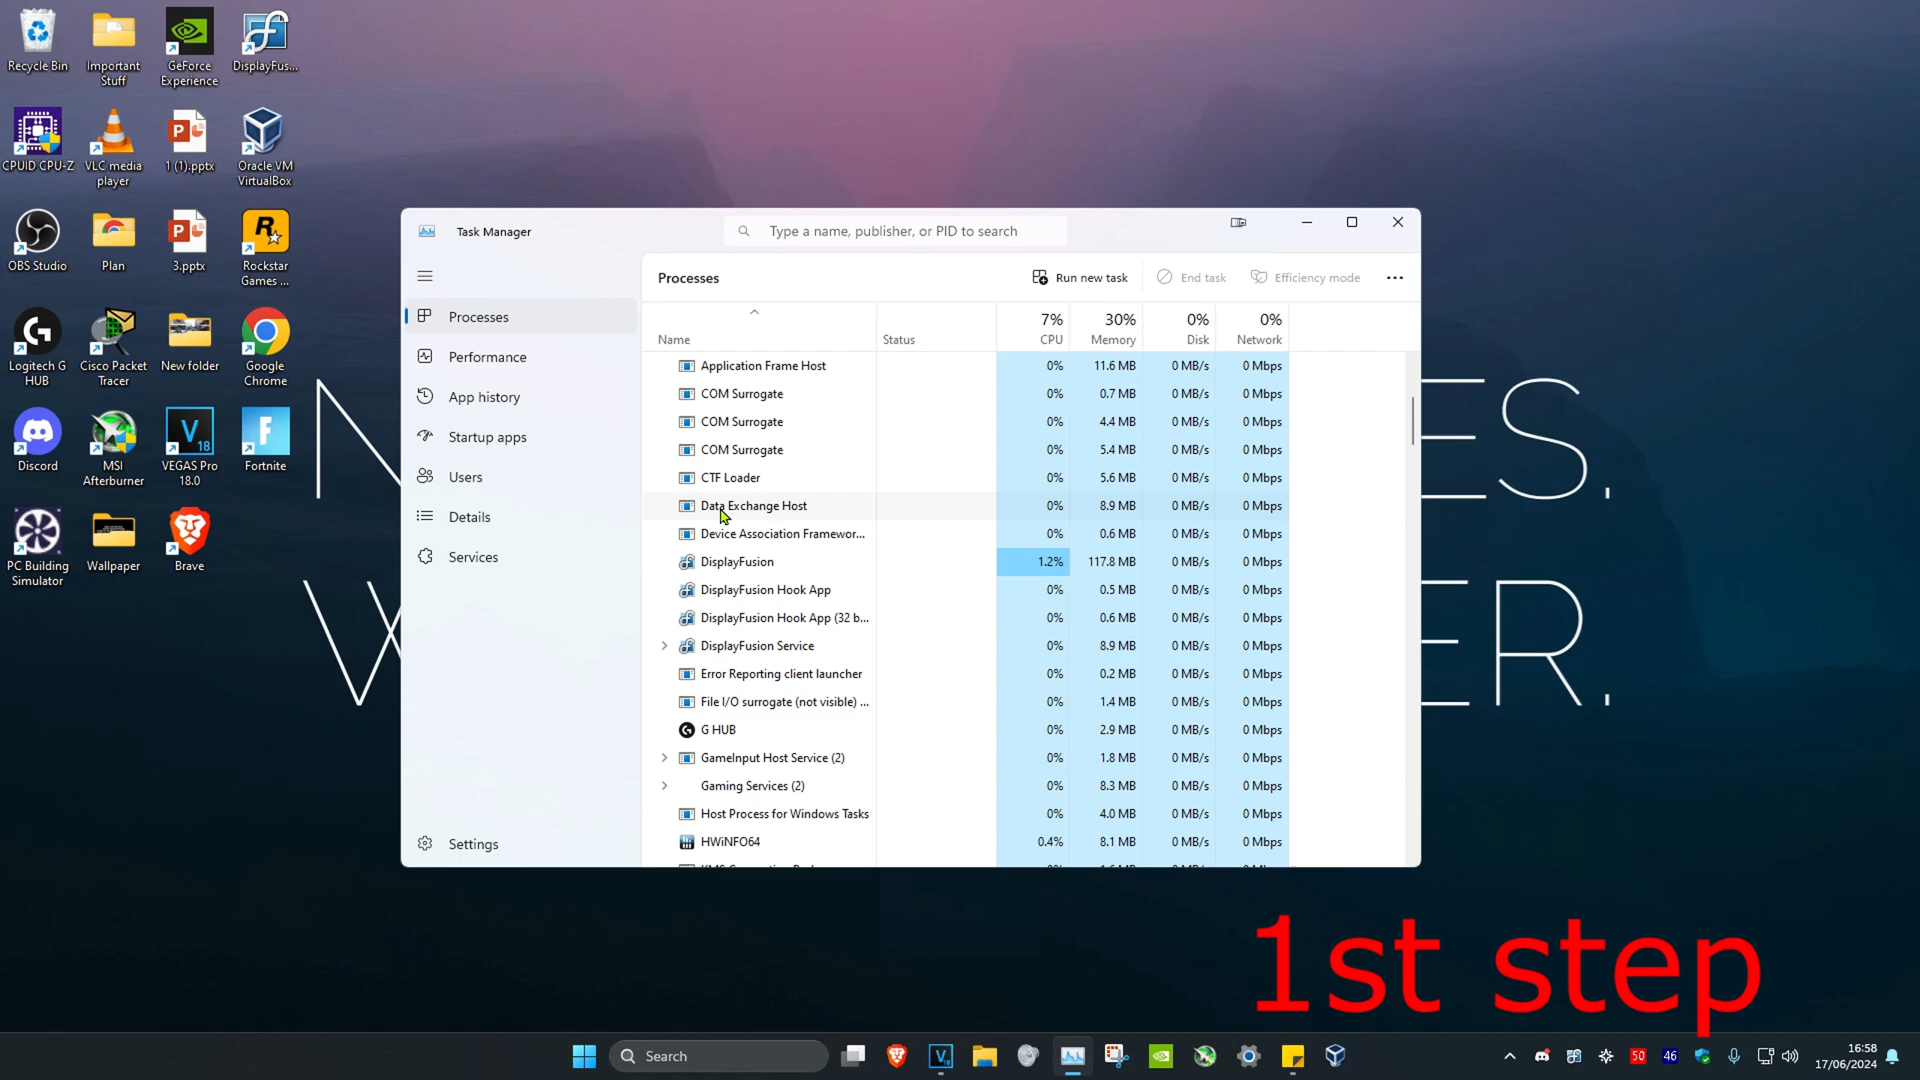 Recycle Bin
Important Stuff
GeForce Experience
DisplayFus...
CPUID CPU-Z
VLC media player
1 (1).pptx
Oracle VM VirtualBox
OBS Studio
Plan
3.pptx
Rockstar Games ...
Logitech G HUB
Cisco Packet Tracer
New folder
Google Chrome
Discord
MSI Afterburner
VEGAS Pro 18.0
Fortnite
PC Building Simulator
Wallpaper
Brave
Task Manager
Type a name, publisher, or PID to search
Processes
Performance
App history
Startup apps
Users
Details
Services
Settings
Processes
Run new task
End task
Efficiency mode
7% 30% 0% 0%
Name Status CPU Memory Disk Network
Application Frame Host 0% 11.6 MB 0 MB/s 0 Mbps
COM Surrogate 0% 0.7 MB 0 MB/s 0 Mbps
COM Surrogate 0% 4.4 MB 0 MB/s 0 Mbps
COM Surrogate 0% 5.4 MB 0 MB/s 0 Mbps
CTF Loader 0% 5.6 MB 0 MB/s 0 Mbps
Data Exchange Host 0% 8.9 MB 0 MB/s 0 Mbps
Device Association Framewor... 0% 0.6 MB 0 MB/s 0 Mbps
DisplayFusion 1.2% 117.8 MB 0 MB/s 0 Mbps
DisplayFusion Hook App 0% 0.5 MB 0 MB/s 0 Mbps
DisplayFusion Hook App (32 b... 0% 0.6 MB 0 MB/s 0 Mbps
DisplayFusion Service 0% 8.9 MB 0 MB/s 0 Mbps
Error Reporting client launcher 0% 0.2 MB 0 MB/s 0 Mbps
File I/O surrogate (not visible) ... 0% 1.4 MB 0 MB/s 0 Mbps
G HUB 0% 2.9 MB 0 MB/s 0 Mbps
GameInput Host Service (2) 0% 1.8 MB 0 MB/s 0 Mbps
Gaming Services (2) 0% 8.3 MB 0 MB/s 0 Mbps
Host Process for Windows Tasks 0% 4.0 MB 0 MB/s 0 Mbps
HWiNFO64 0.4% 8.1 MB 0 MB/s 0 Mbps
1st step
Search
50
46
16:58
17/06/2024